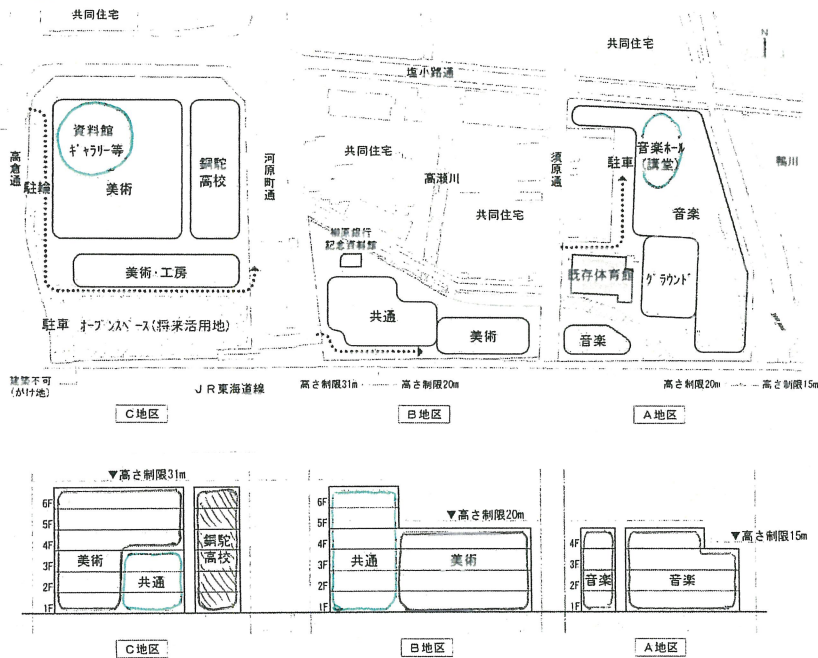 共同住宅
共同住宅
N
塩小路通
資料館
ギャラリー等
銅駝
高校
高倉通
駐輪
美術
河原町通
共同住宅
高瀬川
共同住宅
須原通
駐車
音楽ホール
(講堂)
鴨川
音楽
柳原銀行
記念資料館
美術・工房
既存体育館
グラウンド
共通
美術
音楽
駐車 オープンスペース(将来活用地)
建築不可
(がけ地)
JR東海道線
高さ制限31m 高さ制限20m
高さ制限20m 高さ制限15m
C地区
B地区
A地区
▼高さ制限31m
6F
5F
4F
3F
2F
1F
美術
共通
銅駝
高校
C地区
▼高さ制限20m
6F
5F
4F
3F
2F
1F
共通
美術
B地区
▼高さ制限15m
4F
3F
2F
1F
音楽
音楽
A地区